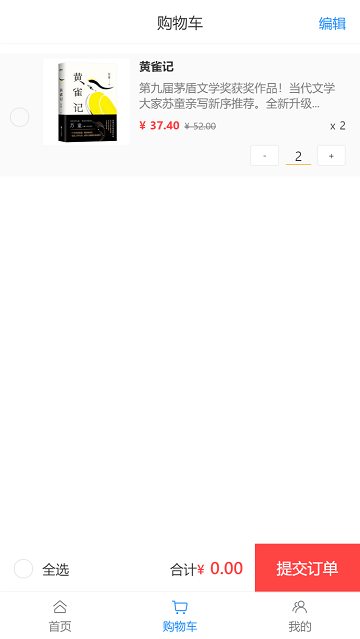 购物车
编辑
黄雀记
第九届茅盾文学奖获奖作品！当代文学
大家苏童亲写新序推荐。全新升级...
¥ 37.40 ¥ 52.00
x 2
- 2 +
黄
雀
记
苏童
全选
合计¥ 0.00
提交订单
首页
购物车
我的